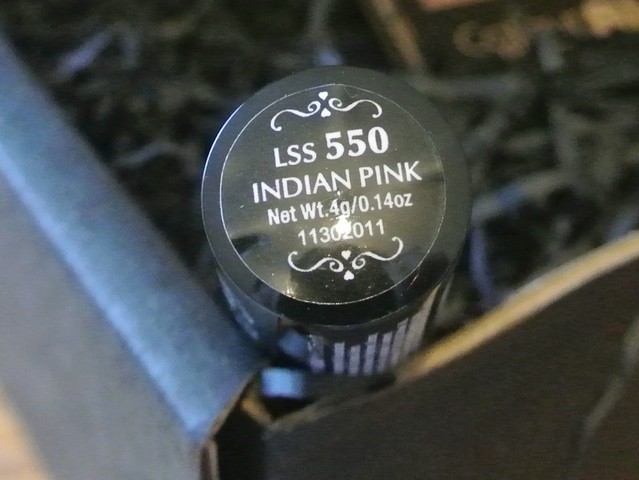 LSS 550
INDIAN PINK
Net Wt.4g/0.14oz
11302011